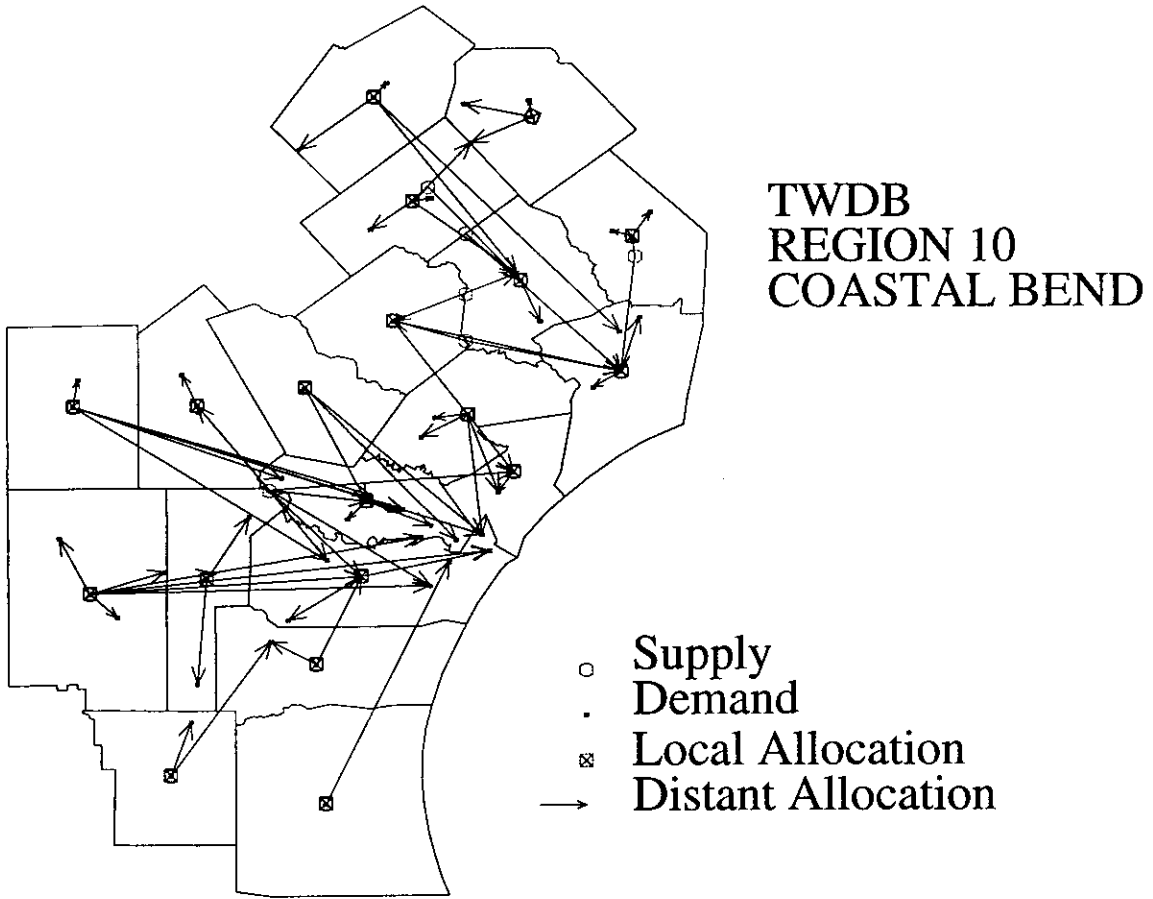 TWDB
REGION 10
COASTAL BEND
Supply
Demand
Local Allocation
Distant Allocation